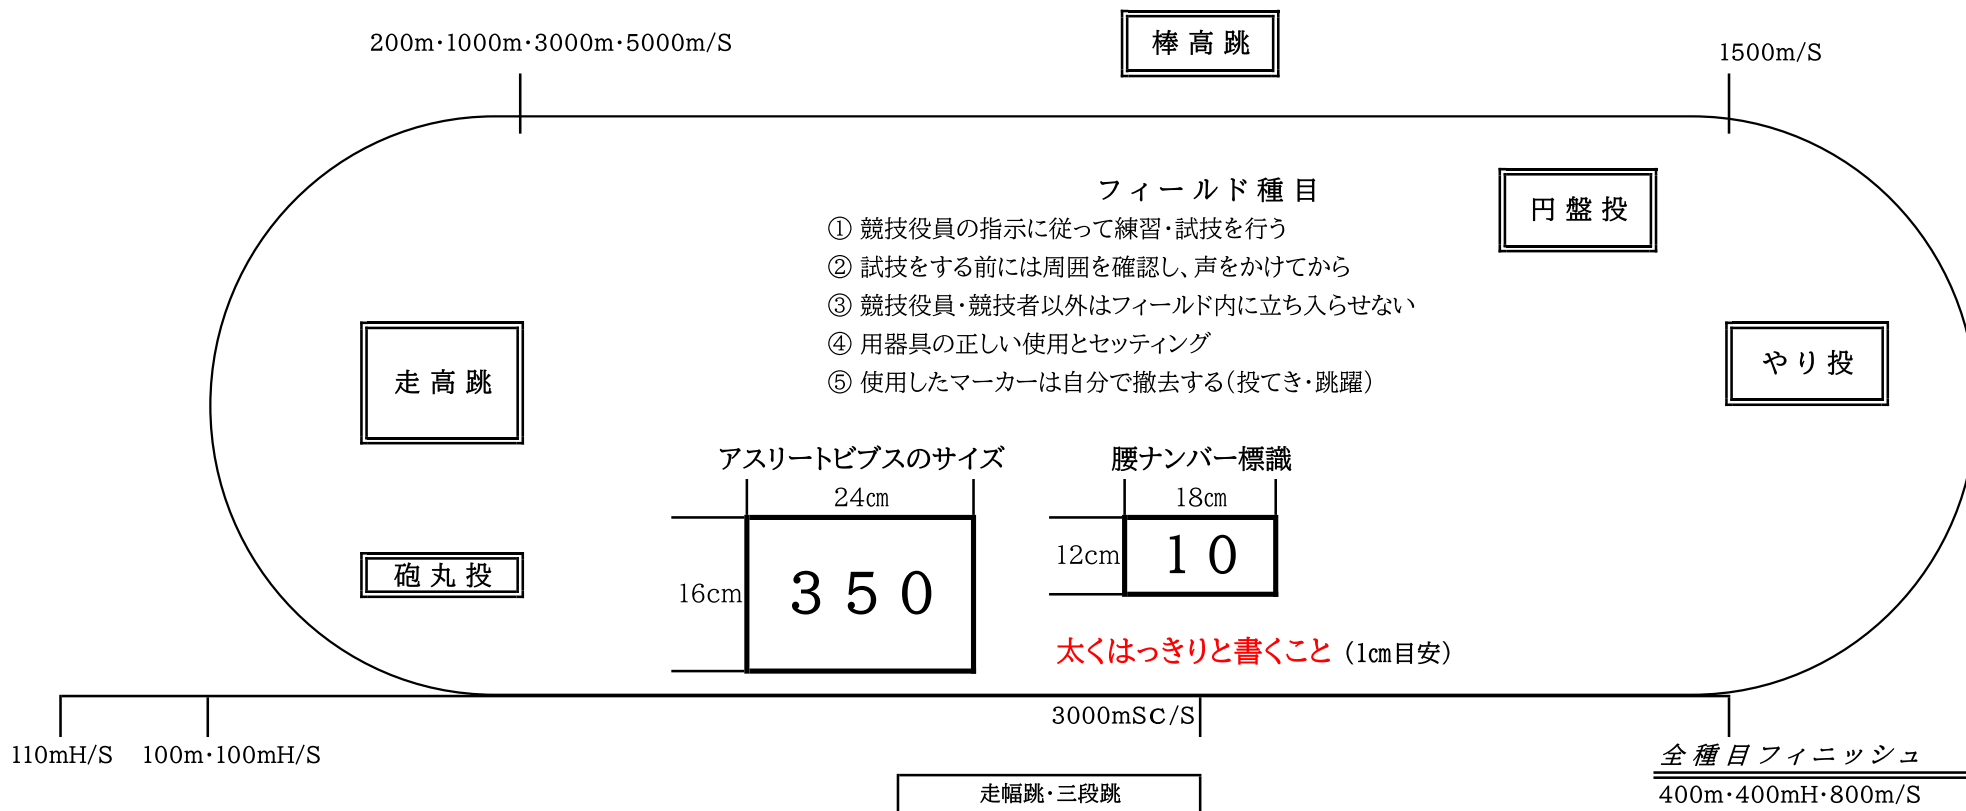 棒高跳
200m・1000m・3000m・5000m/S
1500m/S
フィールド種目
円盤投
① 競技役員の指示に従って練習・試技を行う
② 試技をする前には周囲を確認し、声をかけてから
③ 競技役員・競技者以外はフィールド内に立ち入らせない
④ 用器具の正しい使用とセッティング
⑤ 使用したマーカーは自分で撤去する（投てき・跳躍）
走高跳
やり投
アスリートビブスのサイズ
腰ナンバー標識
24㎝
18㎝
12cm
10
砲丸投
16cm
350
太くはっきりと書くこと（1㎝目安）
3000mSC/S
110mH/S
100m・100mH/S
全種目フィニッシュ
走幅跳・三段跳
400m・400mH・800m/S